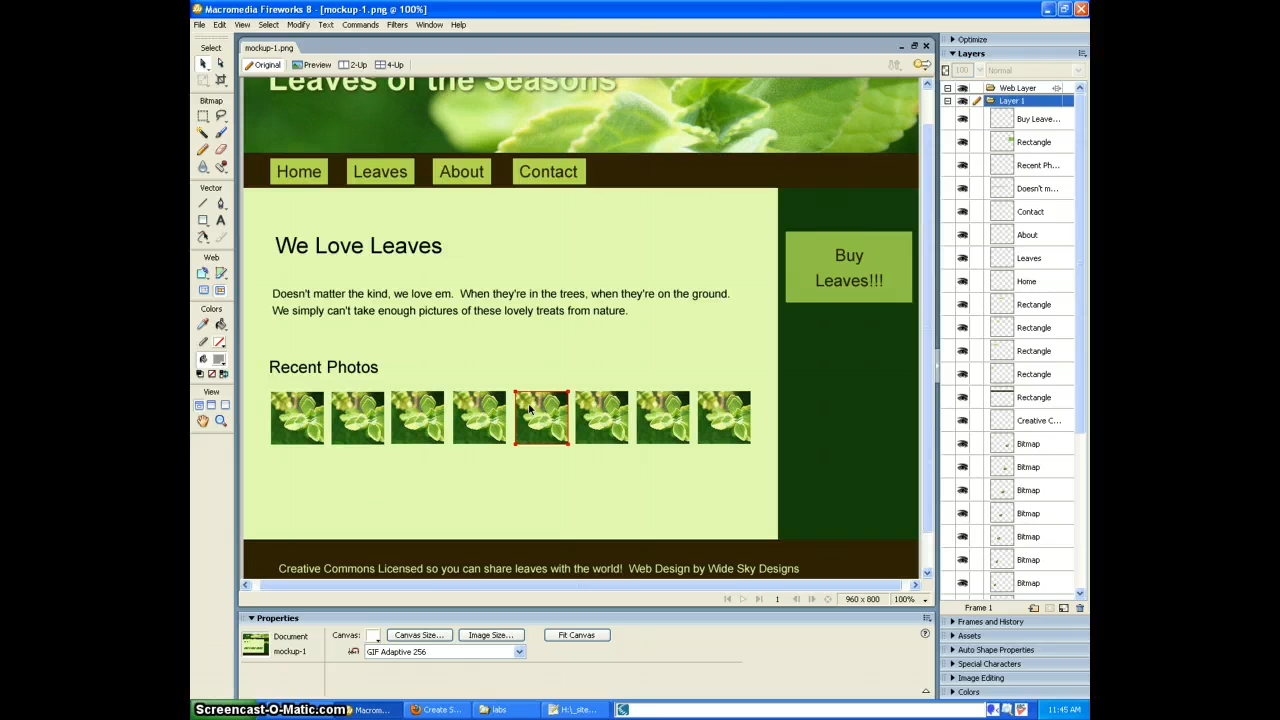 Macromedia Fireworks 8 - [mockup-1.png @ 100%]
File Edit View Select Modify Text Commands Filters Window Help
Select
Bitmap
Vector
Web
Colors
View
mockup-1.png
Original Preview 2-Up 4-Up
Leaves of the Seasons
Home Leaves About Contact
We Love Leaves
Doesn't matter the kind, we love em. When they're in the trees, when they're on the ground.
We simply can't take enough pictures of these lovely treats from nature.
Recent Photos
Buy
Leaves!!!
Creative Commons Licensed so you can share leaves with the world! Web Design by Wide Sky Designs
1 960 x 800 100%
Properties
Document
mockup-1
Canvas: Canvas Size... Image Size... Fit Canvas
GIF Adaptive 256
Optimize
Layers
100 Normal
Web Layer
Layer 1
Buy Leave...
Rectangle
Recent Ph...
Doesn't m...
Contact
About
Leaves
Home
Rectangle
Rectangle
Rectangle
Rectangle
Rectangle
Creative C...
Bitmap
Bitmap
Bitmap
Bitmap
Bitmap
Bitmap
Bitmap
Frame 1
Frames and History
Assets
Auto Shape Properties
Special Characters
Image Editing
Colors
Screencast-O-Matic.com
Macrom... Create S... labs H:\_site... 11:45 AM